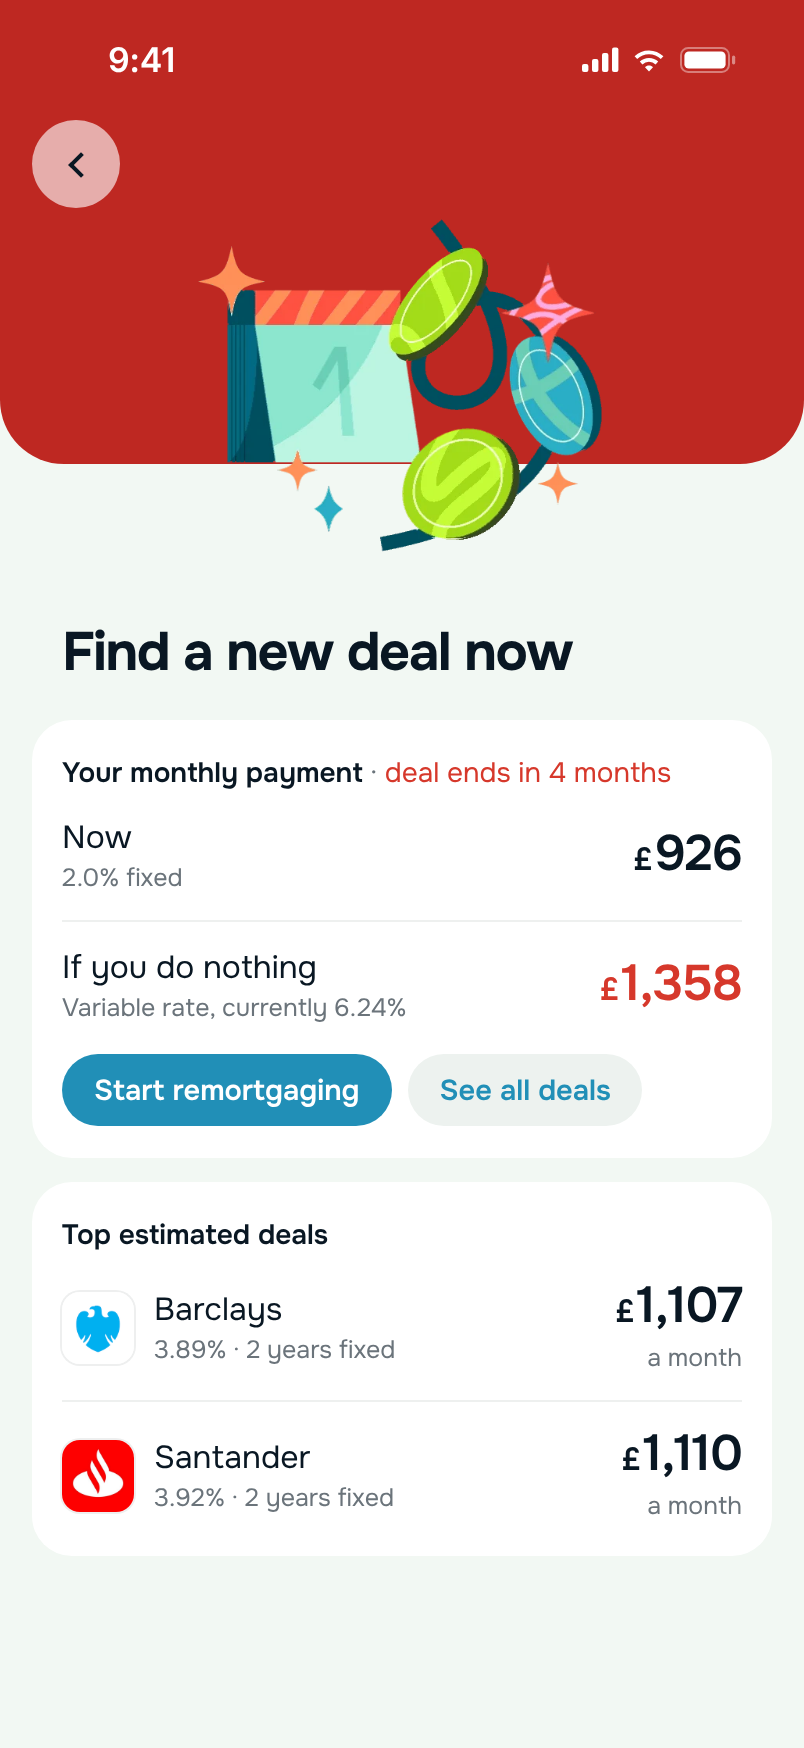 9:41
1
Find a new deal now
Your monthly payment · deal ends in 4 months
Now
£926
2.0% fixed
If you do nothing
£1,358
Variable rate, currently 6.24%
Start remortgaging
See all deals
Top estimated deals
Barclays
£1,107
3.89% · 2 years fixed
a month
Santander
£1,110
3.92% · 2 years fixed
a month